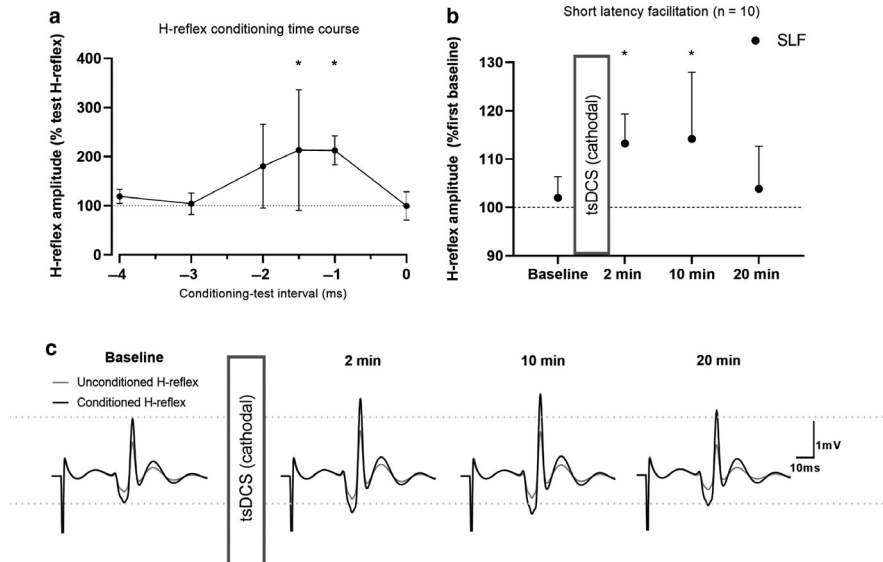 a
H-reflex conditioning time course
H-reflex amplitude (% test H-reflex)
400
300
200
100
0
* *
−4 −3 −2 −1 0
Conditioning-test interval (ms)
b
Short latency facilitation (n = 10)
SLF
H-reflex amplitude (%first baseline)
130
120
110
100
90
tsDCS (cathodal)
* *
Baseline 2 min 10 min 20 min
c
Baseline
2 min
10 min
20 min
Unconditioned H-reflex
Conditioned H-reflex
tsDCS (cathodal)
1mV
10ms